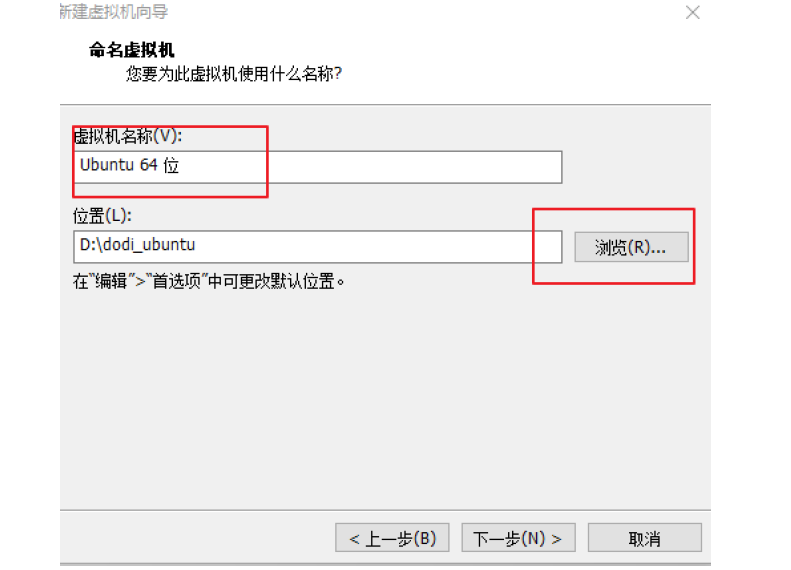 新建虚拟机向导
命名虚拟机
您要为此虚拟机使用什么名称?
虚拟机名称(V):
Ubuntu 64 位
位置(L):
D:\dodi_ubuntu
浏览(R)...
在“编辑”>“首选项”中可更改默认位置。
< 上一步(B)
下一步(N) >
取消